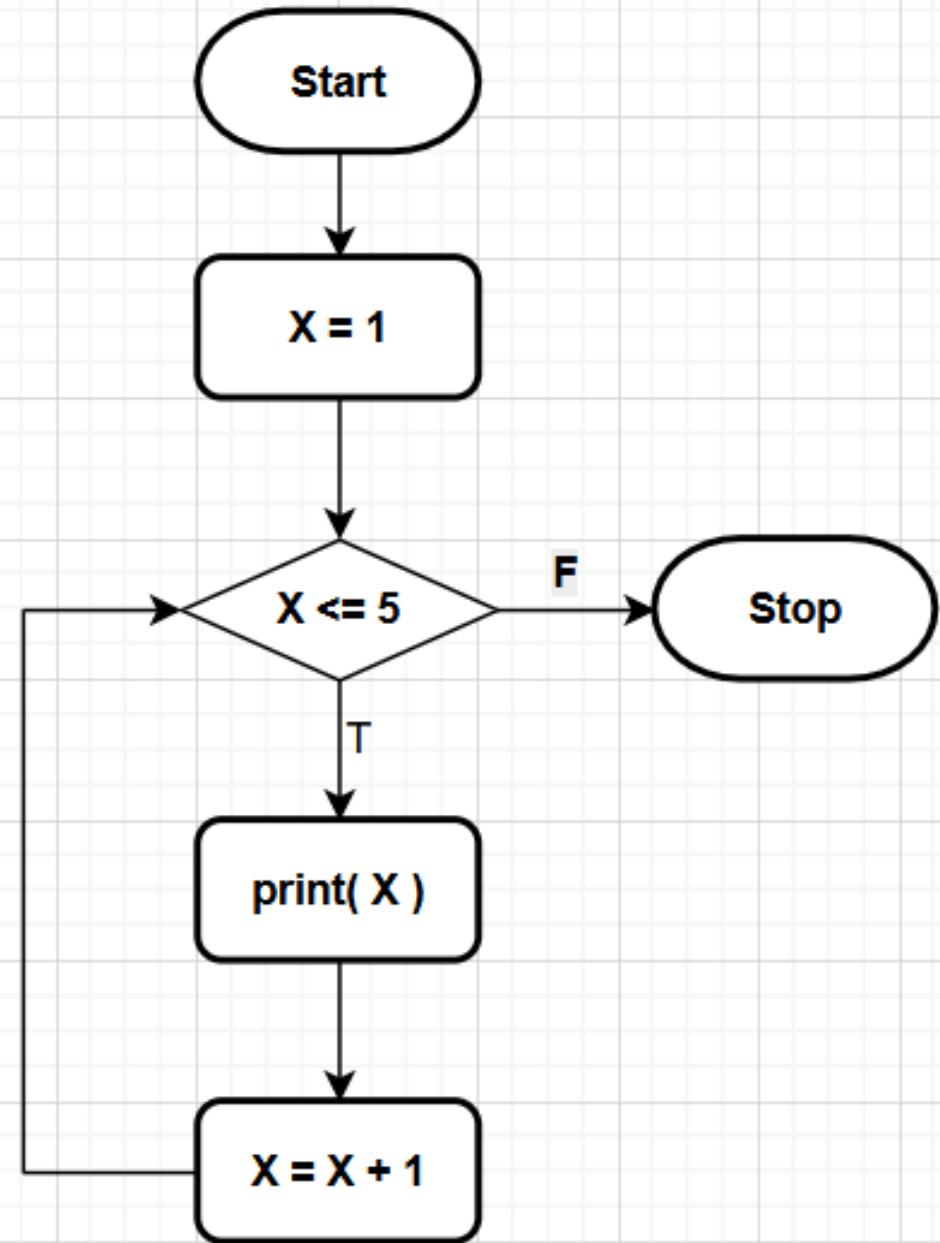 Start
X = 1
X <= 5
F
Stop
T
print( X )
X = X + 1